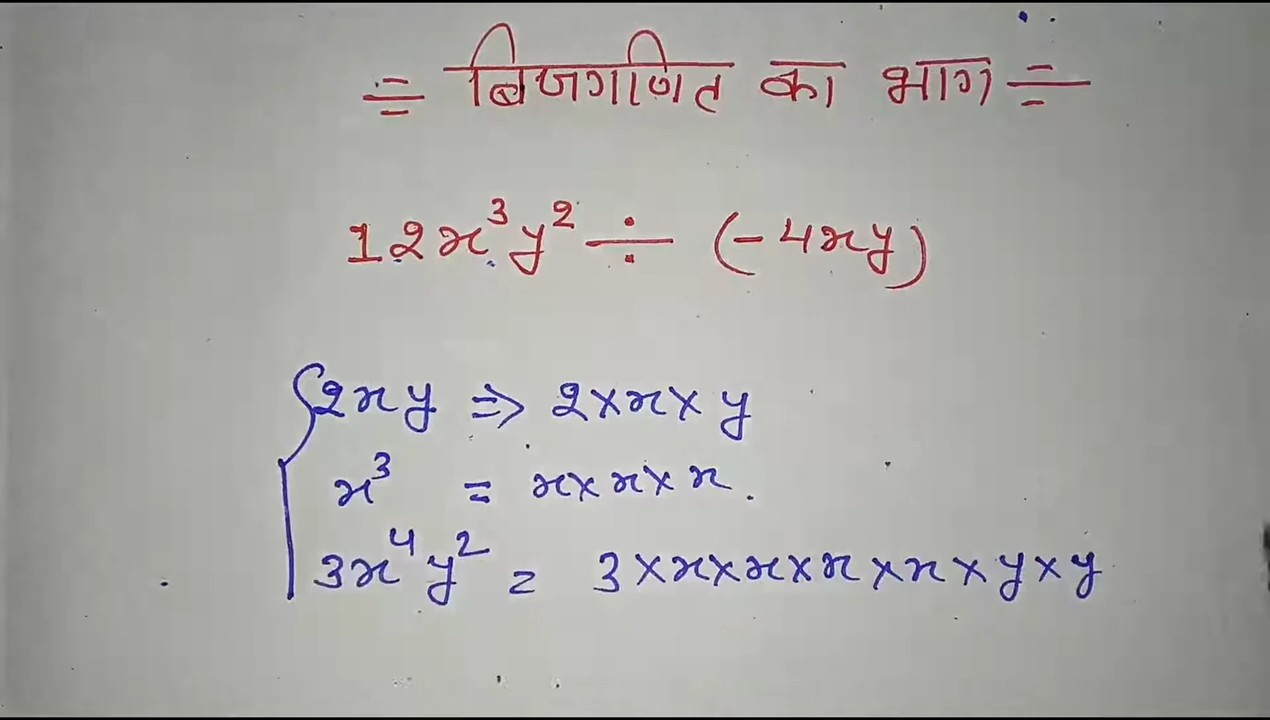 = बिजगणित का भाग ÷
12x³y² ÷ (-4xy)
2xy ⇒ 2×x×y
x³ = x×x×x.
3x⁴y² = 3×x×x×x×x×y×y